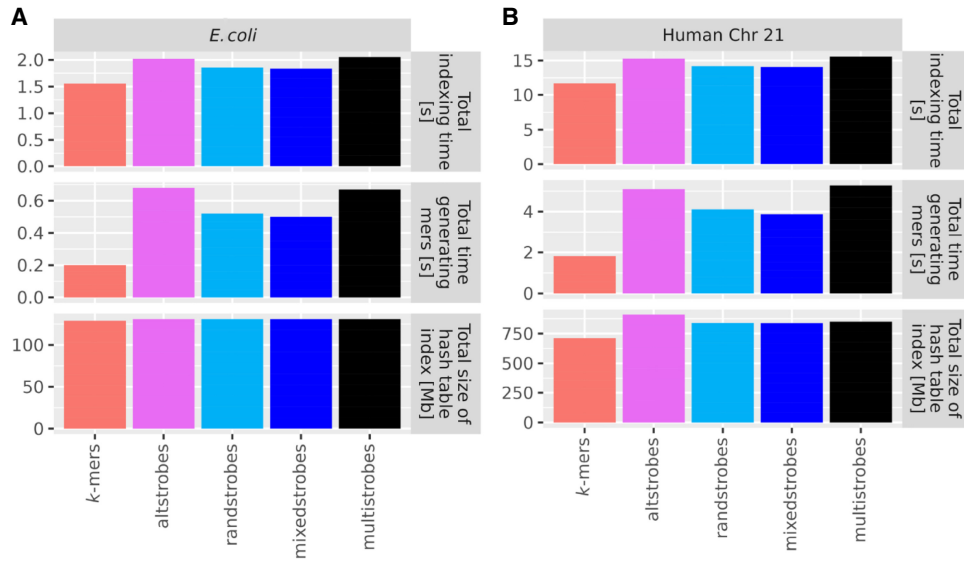 A
E. coli
2.0
1.5
1.0
0.5
0.0
Total
indexing time
[s]
0.6
0.4
0.2
0.0
Total time
generating
mers [s]
100
50
0
Total size of
hash table
index [Mb]
k-mers
altstrobes
randstrobes
mixedstrobes
multistrobes
B
Human Chr 21
15
10
5
0
Total
indexing time
[s]
4
2
0
Total time
generating
mers [s]
750
500
250
0
Total size of
hash table
index [Mb]
k-mers
altstrobes
randstrobes
mixedstrobes
multistrobes